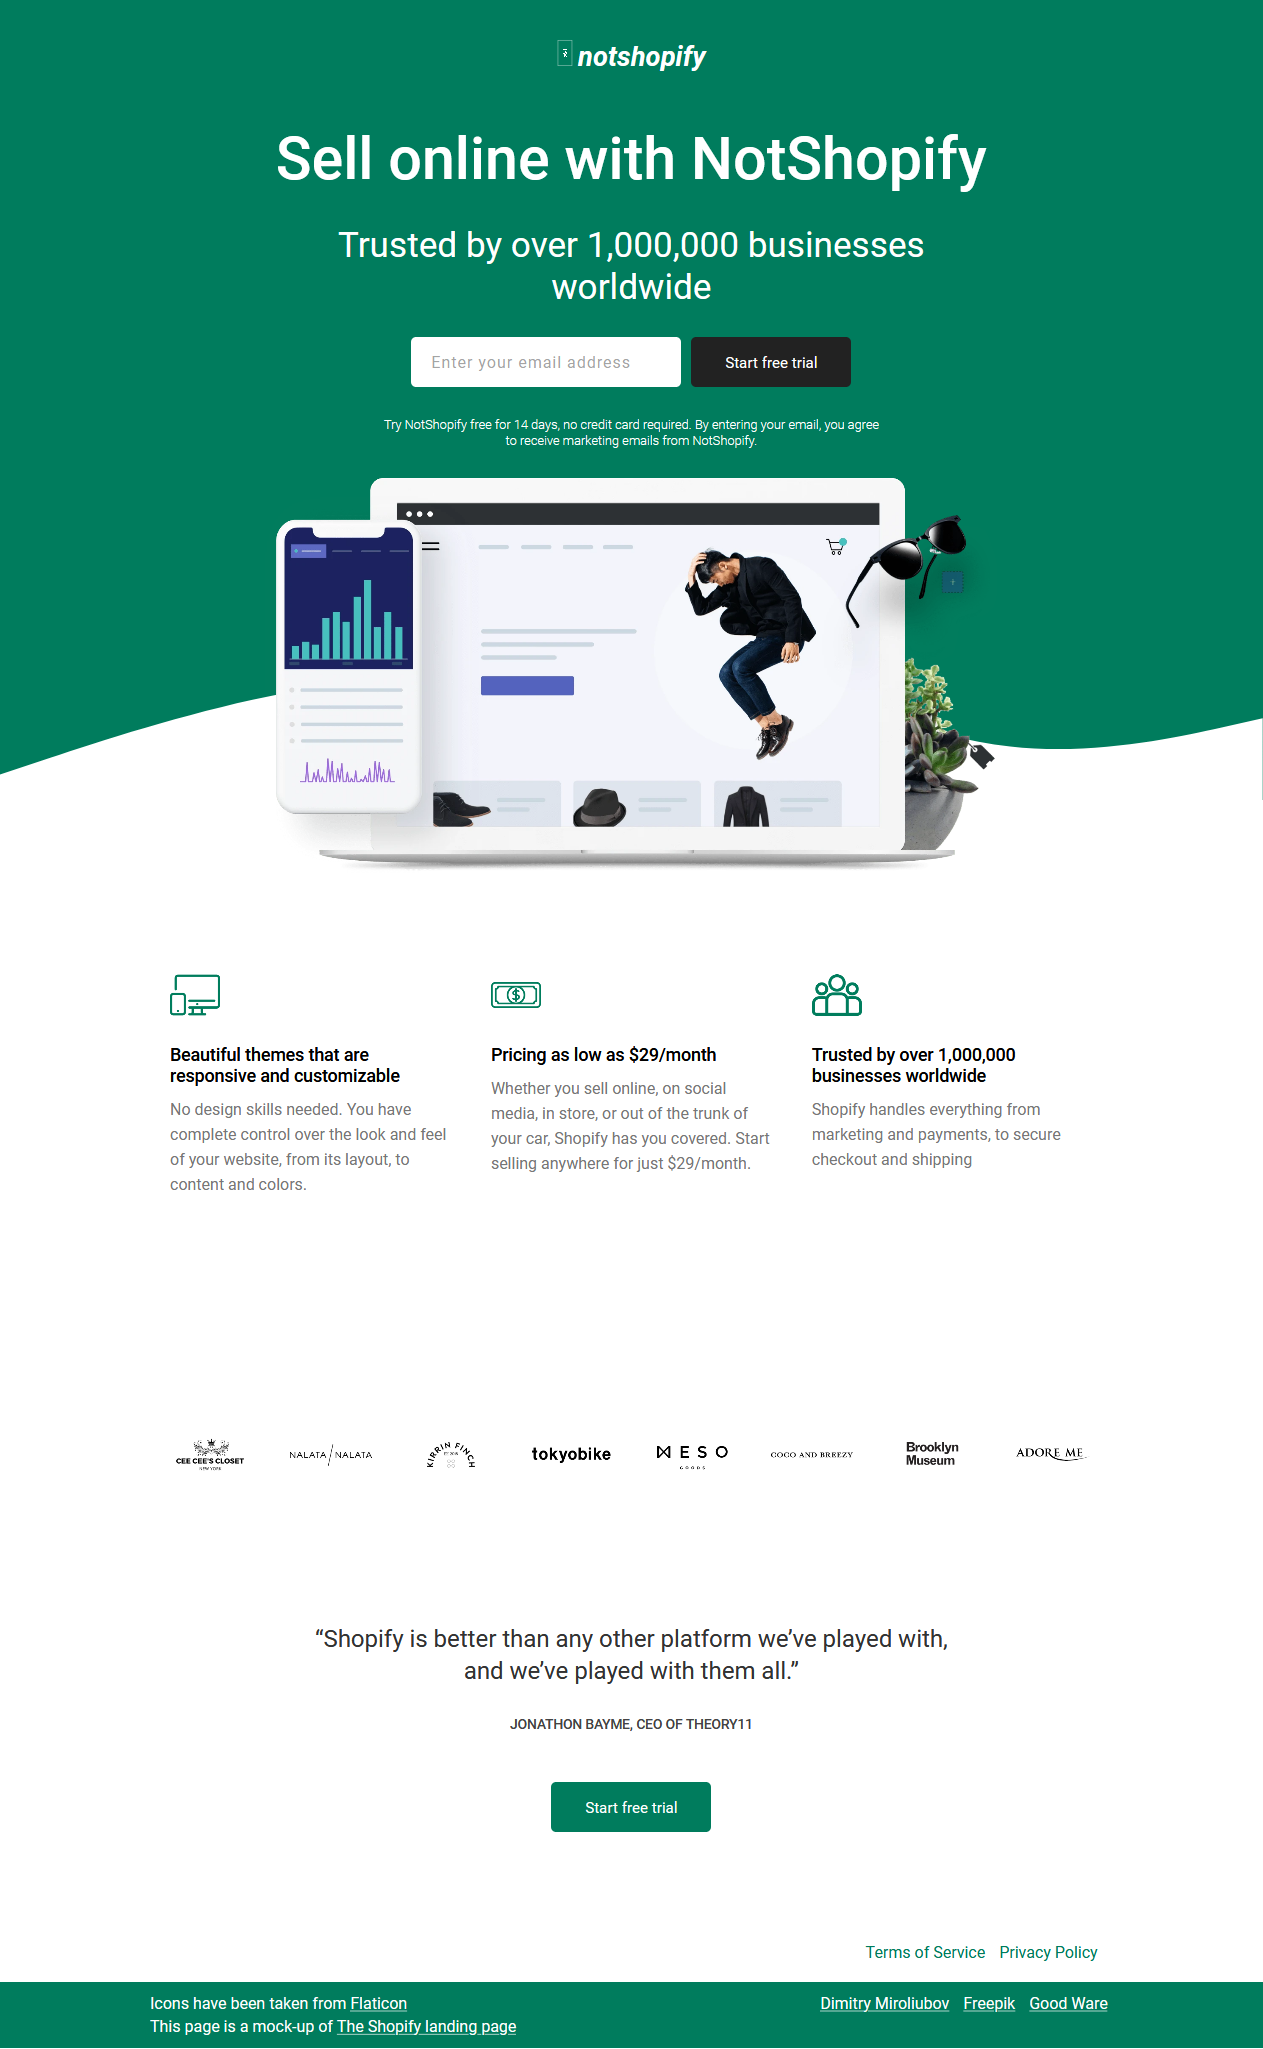 notshopify
Sell online with NotShopify
Trusted by over 1,000,000 businesses
worldwide
Enter your email address
Start free trial
Try NotShopify free for 14 days, no credit card required. By entering your email, you agree
to receive marketing emails from NotShopify.
Beautiful themes that are
responsive and customizable
No design skills needed. You have
complete control over the look and feel
of your website, from its layout, to
content and colors.
Pricing as low as $29/month
Whether you sell online, on social
media, in store, or out of the trunk of
your car, Shopify has you covered. Start
selling anywhere for just $29/month.
Trusted by over 1,000,000
businesses worldwide
Shopify handles everything from
marketing and payments, to secure
checkout and shipping
CEE CEE'S CLOSET
NEW YORK
NALATA / NALATA
KIRRIN FINCH
tokyobike
MESO
GOODS
COCO AND BREEZY
Brooklyn
Museum
ADORE ME
“Shopify is better than any other platform we’ve played with,
and we’ve played with them all.”
JONATHON BAYME, CEO OF THEORY11
Start free trial
Terms of Service Privacy Policy
Icons have been taken from Flaticon
This page is a mock-up of The Shopify landing page
Dimitry Miroliubov Freepik Good Ware